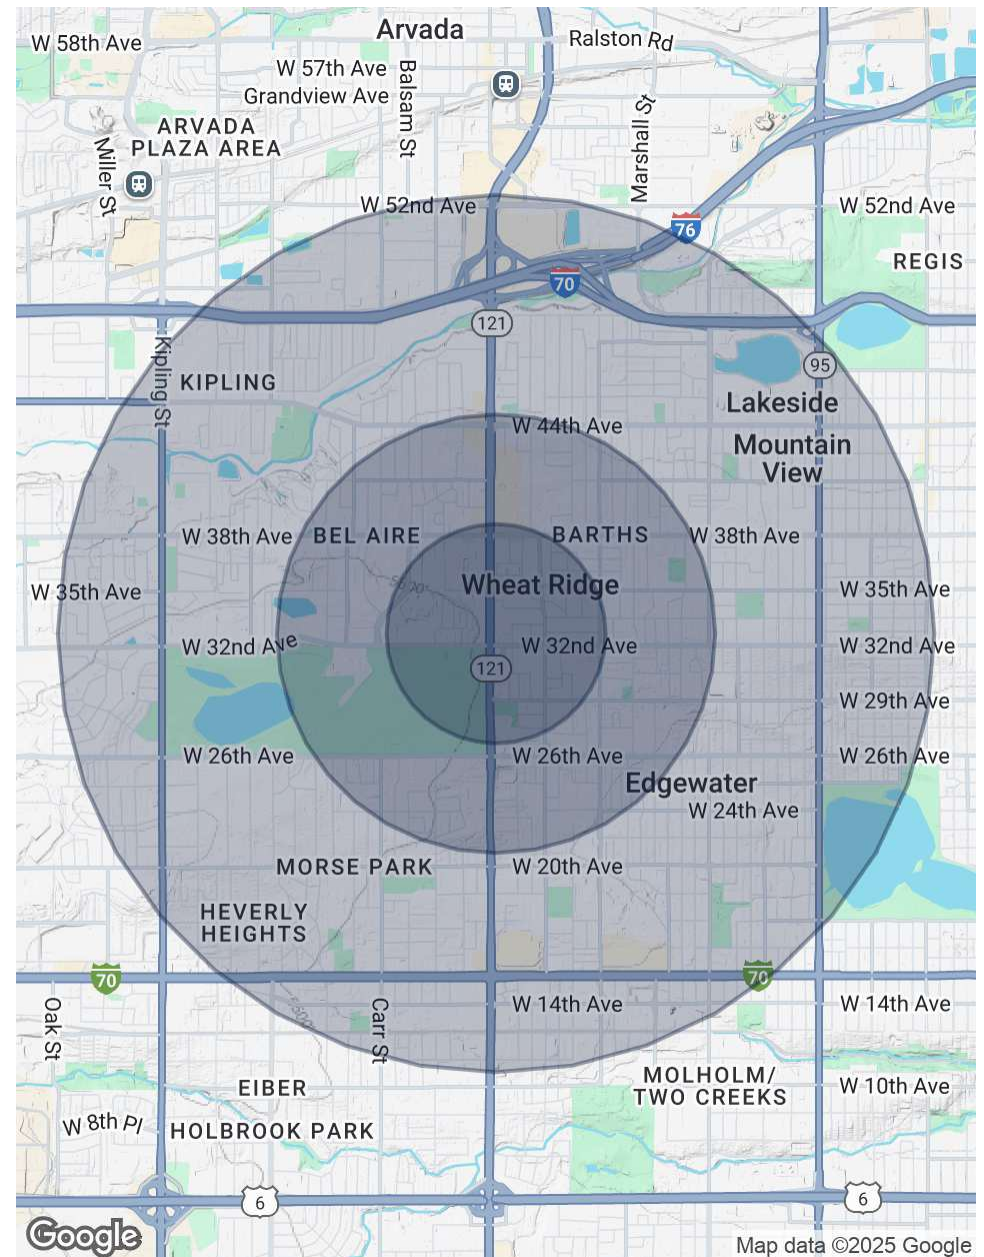 Arvada
W 58th Ave
Ralston Rd
W 57th Ave
Balsam St
Grandview Ave
Marshall St
ARVADA
PLAZA AREA
Miller St
W 52nd Ave
W 52nd Ave
76
REGIS
70
121
Kipling St
95
KIPLING
Lakeside
W 44th Ave
Mountain
View
W 38th Ave
BEL AIRE
BARTHS
W 38th Ave
Wheat Ridge
W 35th Ave
W 35th Ave
W 32nd Ave
W 32nd Ave
W 32nd Ave
121
W 29th Ave
W 26th Ave
W 26th Ave
W 26th Ave
Edgewater
W 24th Ave
MORSE PARK
W 20th Ave
HEVERLY
HEIGHTS
70
70
Oak St
Carr St
W 14th Ave
W 14th Ave
EIBER
MOLHOLM/
TWO CREEKS
W 10th Ave
W 8th Pl
HOLBROOK PARK
6
6
Google
Map data ©2025 Google